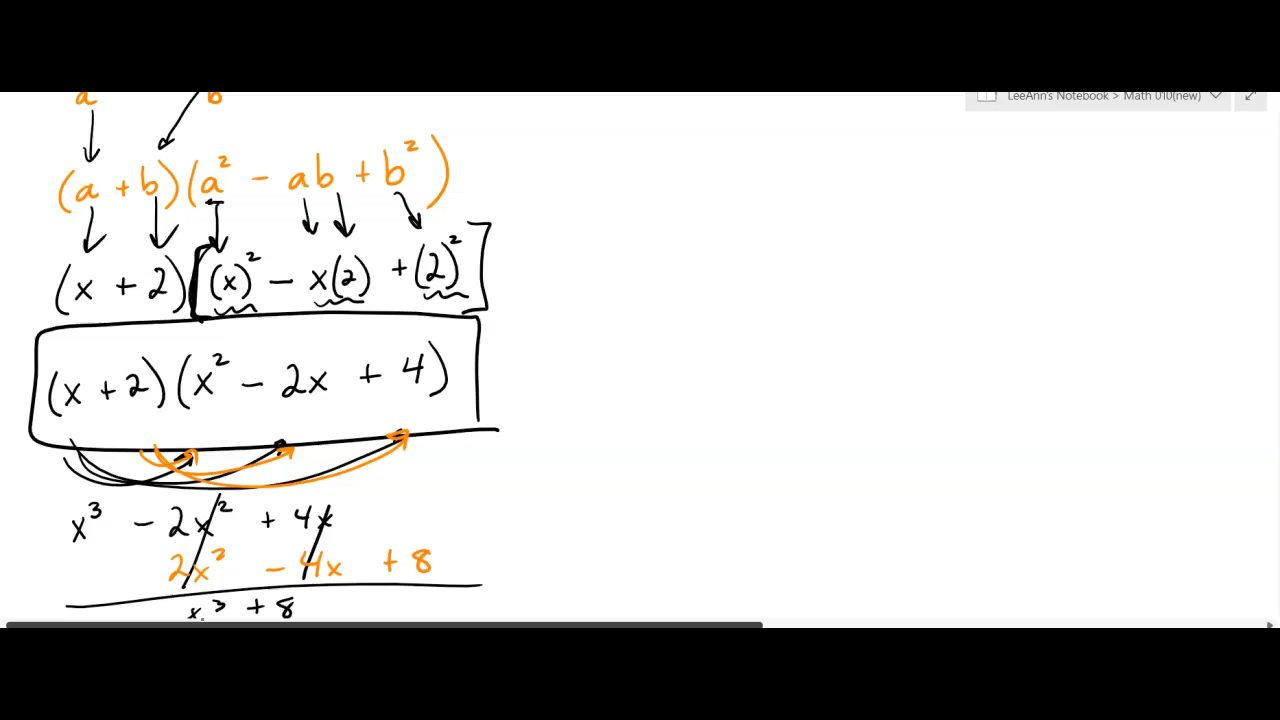 LeeAnn's Notebook > Math 010(new)
a b
(a + b)(a² - ab + b²)
(x + 2)[(x)² - x(2) + (2)²]
(x + 2)(x² - 2x + 4)
x³ - 2x² + 4x
2x² - 4x + 8
x³ + 8